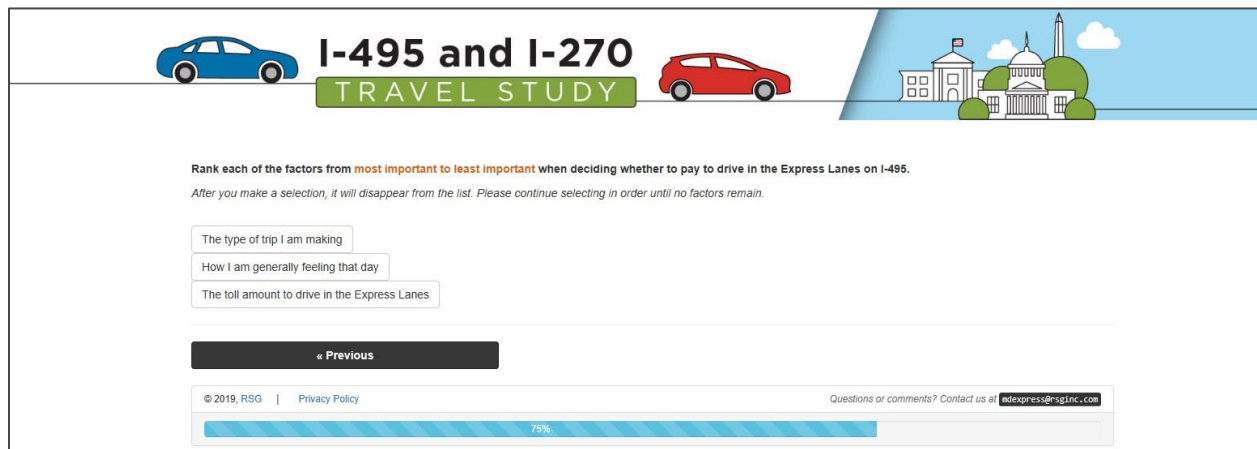 I-495 and I-270
TRAVEL STUDY
Rank each of the factors from most important to least important when deciding whether to pay to drive in the Express Lanes on I-495.
After you make a selection, it will disappear from the list. Please continue selecting in order until no factors remain.
The type of trip I am making
How I am generally feeling that day
The toll amount to drive in the Express Lanes
« Previous
© 2019, RSG | Privacy Policy Questions or comments? Contact us at mdexpress@rsginc.com
75%